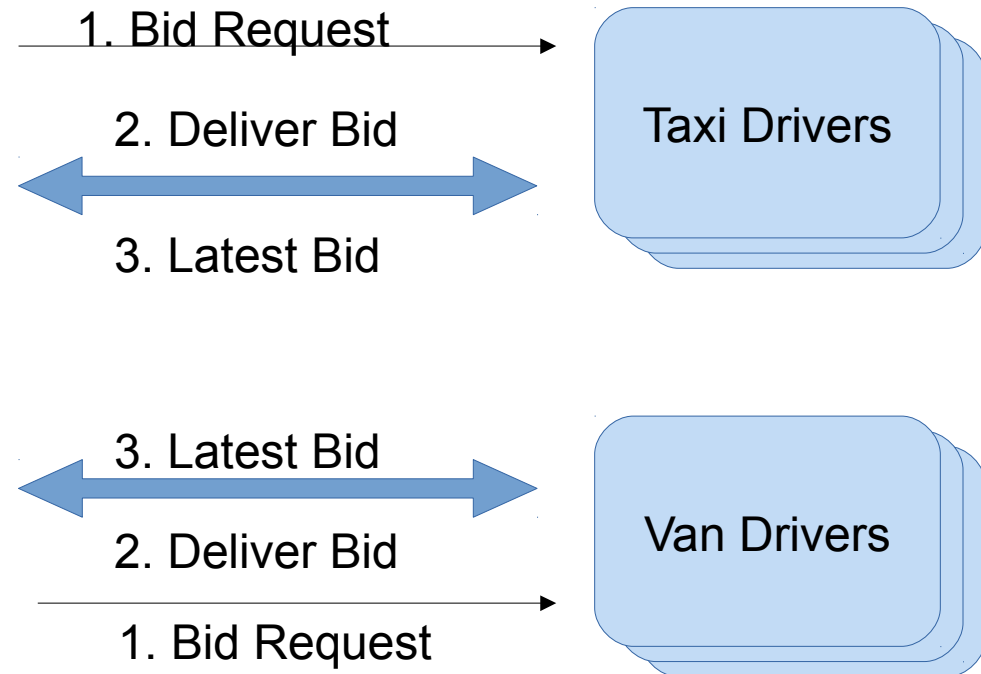 1. Bid Request
2. Deliver Bid
Taxi Drivers
3. Latest Bid
3. Latest Bid
2. Deliver Bid
Van Drivers
1. Bid Request